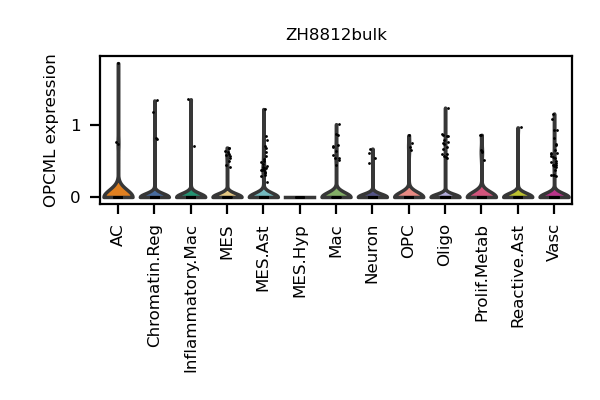 ZH8812bulk
OPCML expression
1
0
AC
Chromatin.Reg
Inflammatory.Mac
MES
MES.Ast
MES.Hyp
Mac
Neuron
OPC
Oligo
Prolif.Metab
Reactive.Ast
Vasc